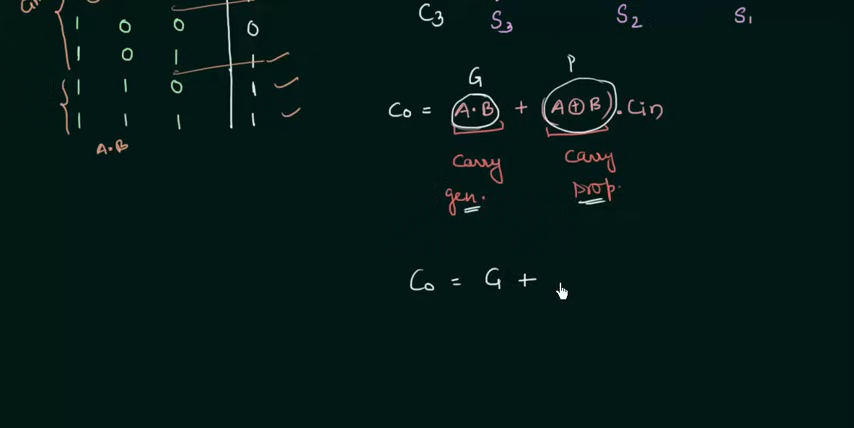 1 0 0 0
1 0 1 1
1 1 0 1
1 1 1 1
A·B
C3 S3 S2 S1
G P
Co = A·B + (A⊕B).Cin
carry carry
gen. prop.
Co = G +